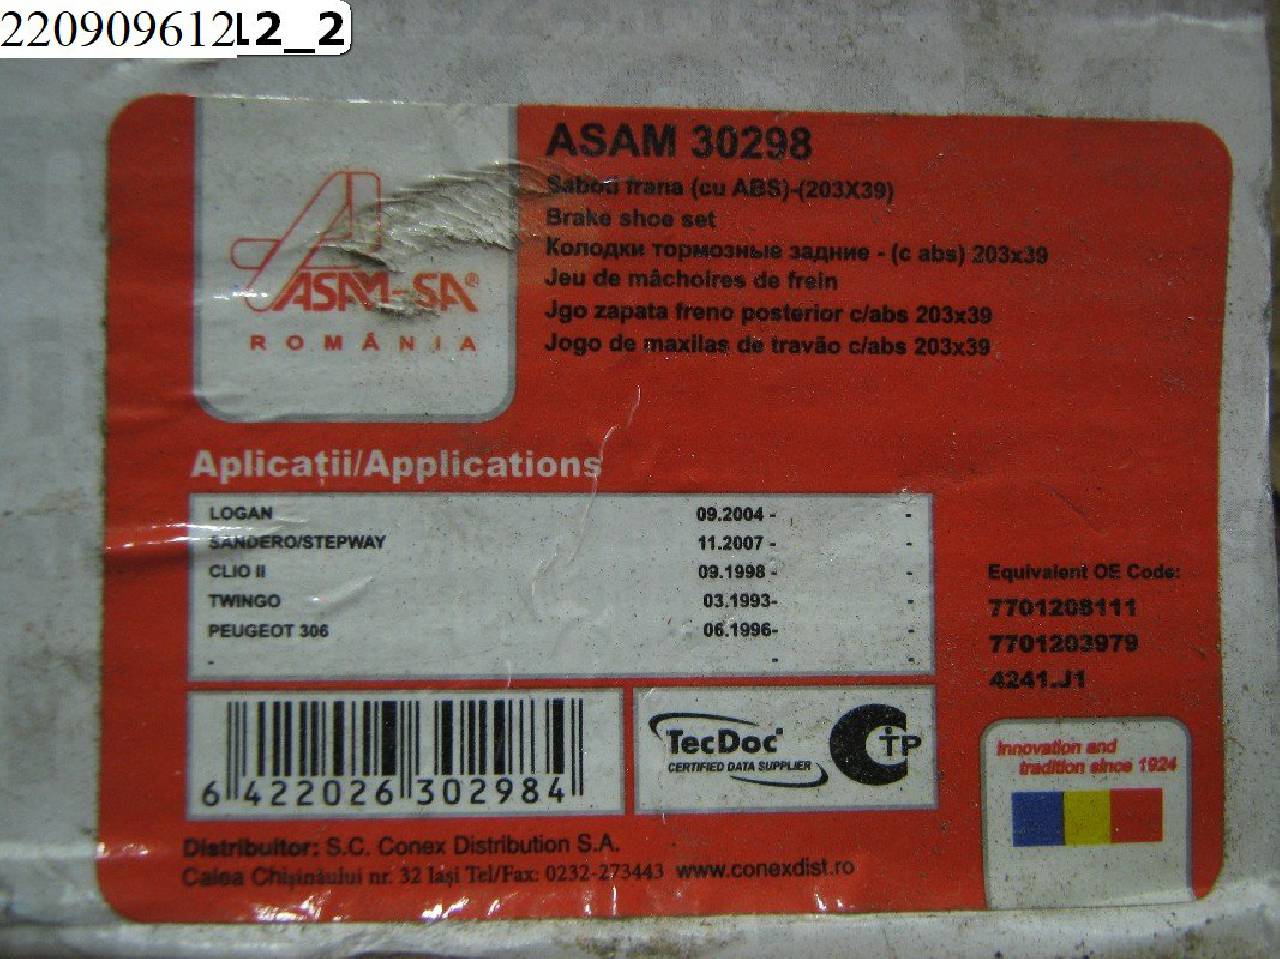 22090961212_2
ASAM 30298
Saboti frana (cu ABS)-(203X39)
Brake shoe set
Колодки тормозные задние - (с abs) 203x39
Jeu de mâchoires de frein
Jgo zapata freno posterior c/abs 203x39
Jogo de maxilas de travão c/abs 203x39
ASAM-SA®
ROMÂNIA
Aplicații/Applications
LOGAN 09.2004 - -
SANDERO/STEPWAY 11.2007 - -
CLIO II 09.1998 - -
TWINGO 03.1993- -
PEUGEOT 306 06.1996- -
- - -
Equivalent OE Code:
7701208111
7701203979
4241.J1
6 422026 302984
TecDoc
CERTIFIED DATA SUPPLIER
СТР
Innovation and
tradition since 1924
Distribuitor: S.C. Conex Distribution S.A.
Calea Chișinăului nr. 32 Iași Tel/Fax: 0232-273443 www.conexdist.ro